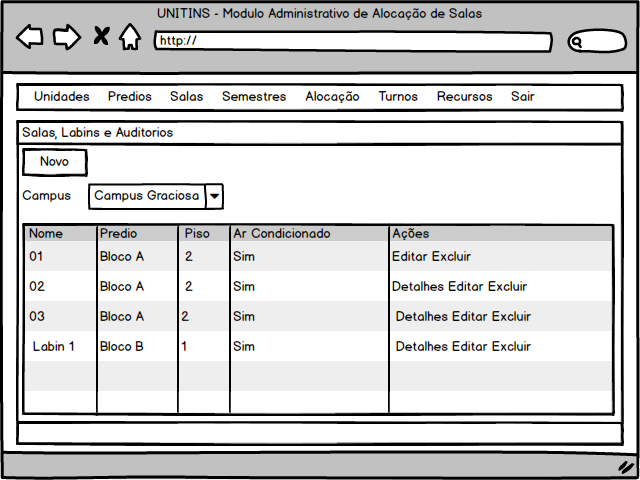 UNITINS - Modulo Administrativo de Alocação de Salas
http://
Unidades Predios Salas Semestres Alocação Turnos Recursos Sair
Salas, Labins e Auditorios
Novo
Campus Campus Graciosa
Nome Predio Piso Ar Condicionado Ações
01 Bloco A 2 Sim Editar Excluir
02 Bloco A 2 Sim Detalhes Editar Excluir
03 Bloco A 2 Sim Detalhes Editar Excluir
Labin 1 Bloco B 1 Sim Detalhes Editar Excluir